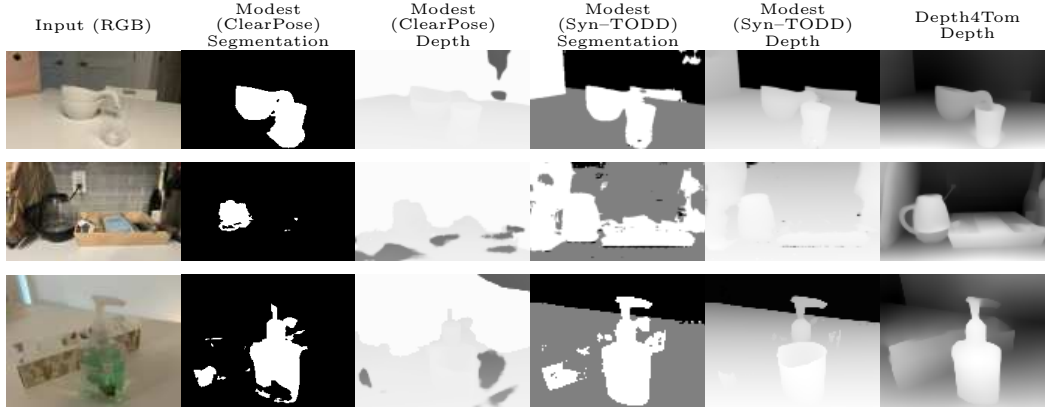 Input (RGB)
Modest
(ClearPose)
Segmentation
Modest
(ClearPose)
Depth
Modest
(Syn–TODD)
Segmentation
Modest
(Syn–TODD)
Depth
Depth4Tom
Depth